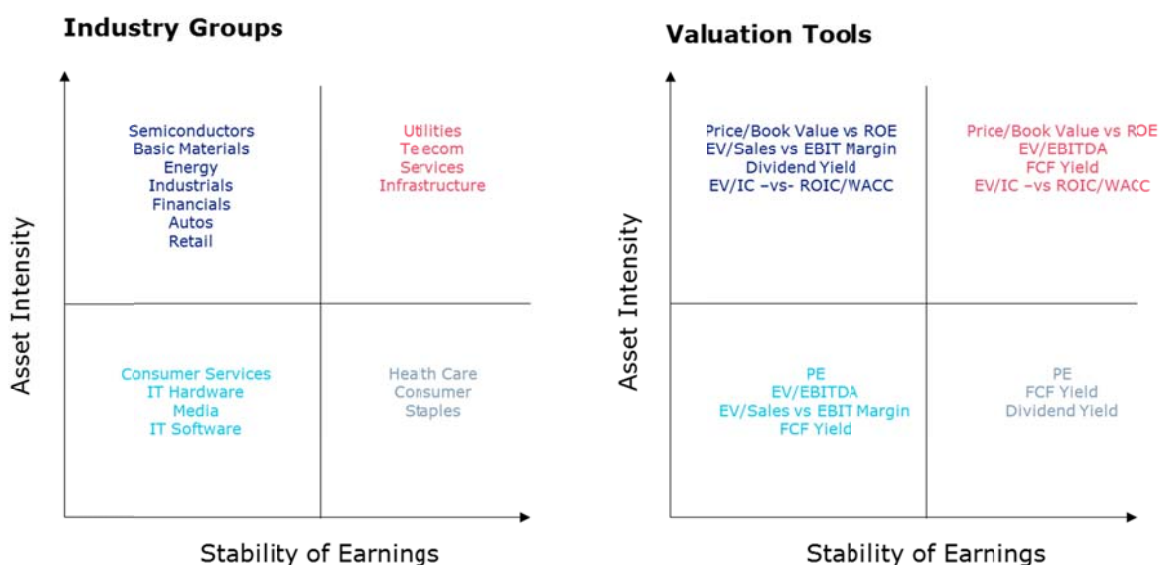 Industry Groups
Asset Intensity
Semiconductors
Basic Materials
Energy
Industrials
Financials
Autos
Retail
Utilities
Telecom
Services
Infrastructure
Consumer Services
IT Hardware
Media
IT Software
Heath Care
Consumer
Staples
Stability of Earnings
Valuation Tools
Asset Intensity
Price/Book Value vs ROE
EV/Sales vs EBIT Margin
Dividend Yield
EV/IC –vs- ROIC/WACC
Price/Book Value vs ROE
EV/EBITDA
FCF Yield
EV/IC –vs ROIC/WACC
PE
EV/EBITDA
EV/Sales vs EBIT Margin
FCF Yield
PE
FCF Yield
Dividend Yield
Stability of Earnings